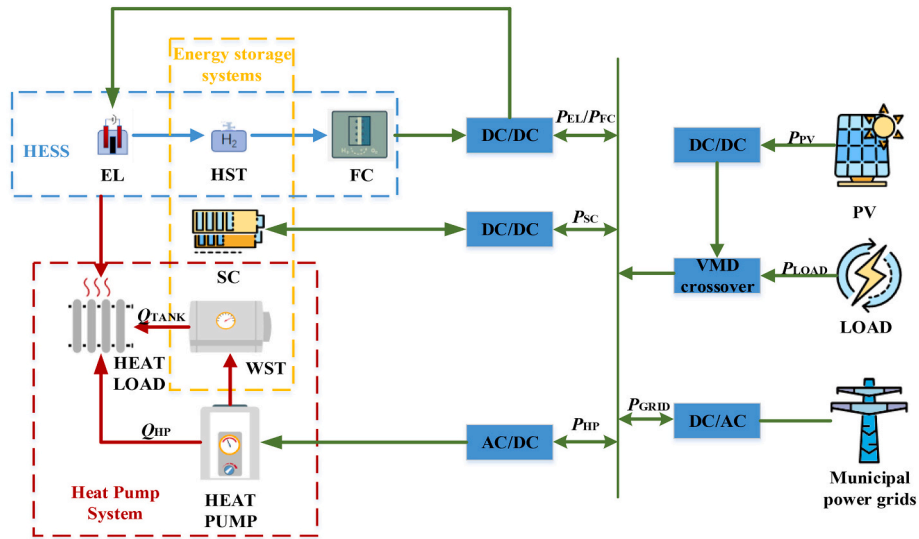 Energy storage
systems
HESS
EL
H2
HST
FC
DC/DC
PEL/PFC
DC/DC
PPV
PV
SC
DC/DC
PSC
VMD
crossover
PLOAD
LOAD
QTANK
HEAT
LOAD
WST
QHP
HEAT
PUMP
Heat Pump
System
AC/DC
PHP
PGRID
DC/AC
Municipal
power grids